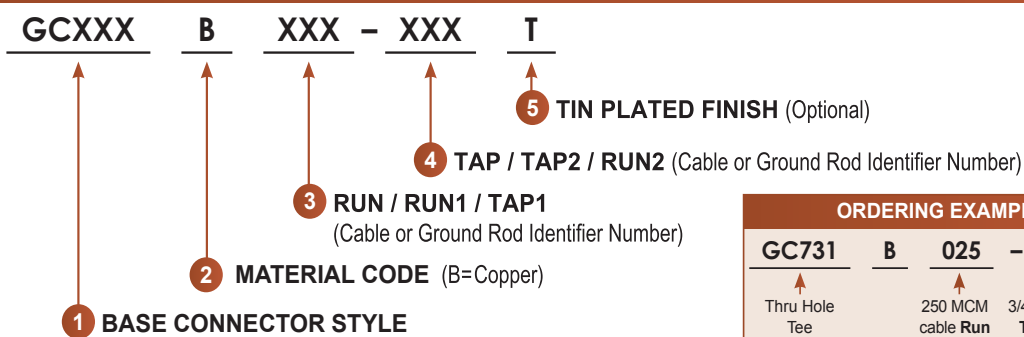 GCXXX B XXX – XXX T
5 TIN PLATED FINISH (Optional)
4 TAP / TAP2 / RUN2 (Cable or Ground Rod Identifier Number)
3 RUN / RUN1 / TAP1
(Cable or Ground Rod Identifier Number)
2 MATERIAL CODE (B=Copper)
1 BASE CONNECTOR STYLE
ORDERING
GC731 B 025 –
Thru Hole
Tee
250 MCM
cable Run